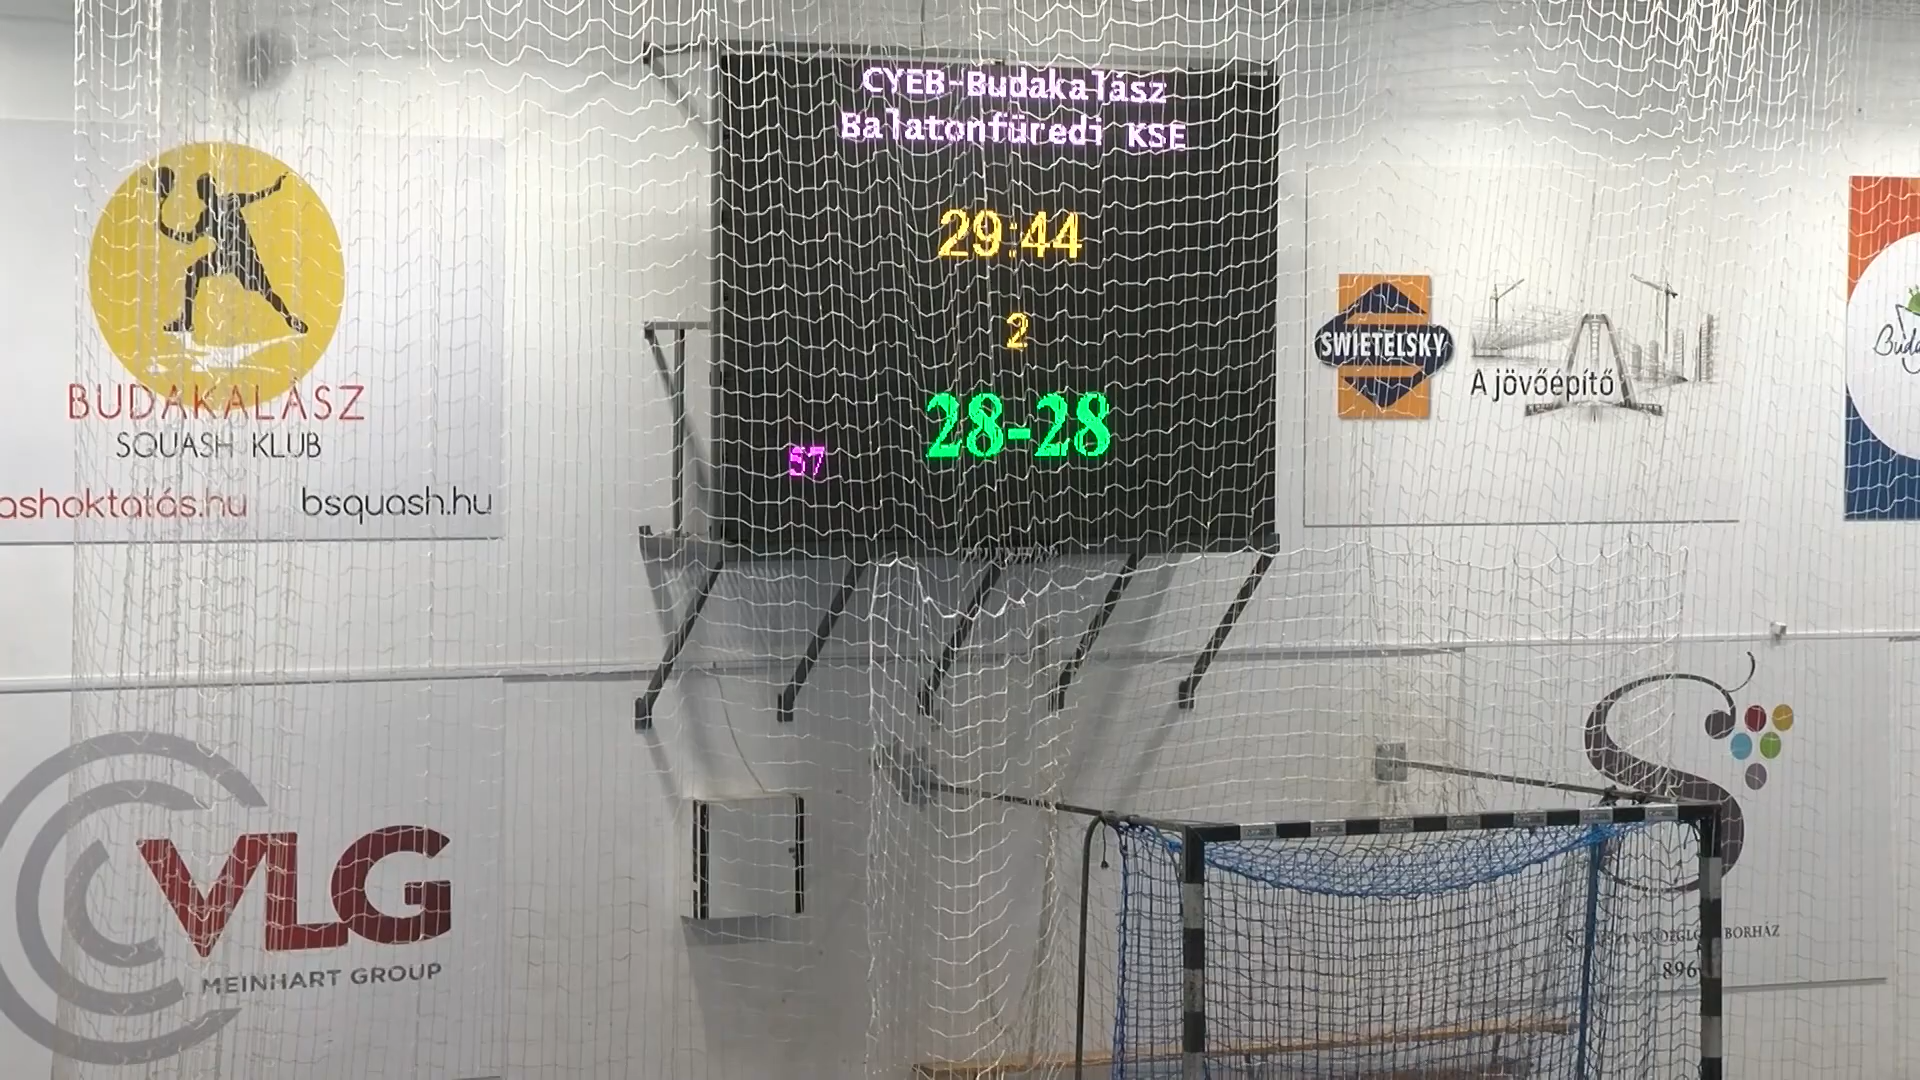 CYEB-Budakalász
Balatonfüredi KSE
29:44
2
28-28
57
BUDAKALÁSZ
SQUASH KLUB
ashoktatás.hu
bsquash.hu
SWIETELSKY
A jövőépítő
VLG
MEINHART GROUP
BORHÁZ
896